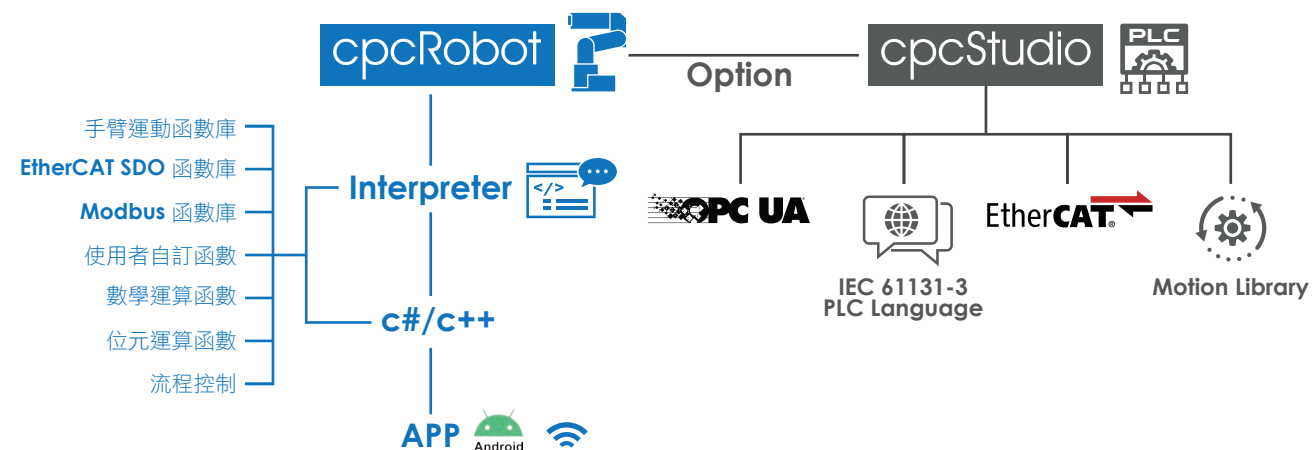 cpcRobot
Option
cpcStudio
PLC
手臂運動函數庫
EtherCAT SDO 函數庫
Modbus 函數庫
使用者自訂函數
數學運算函數
位元運算函數
流程控制
Interpreter
</>
c#/c++
APP
Android
OPC UA
IEC 61131-3
PLC Language
EtherCAT®
Motion Library